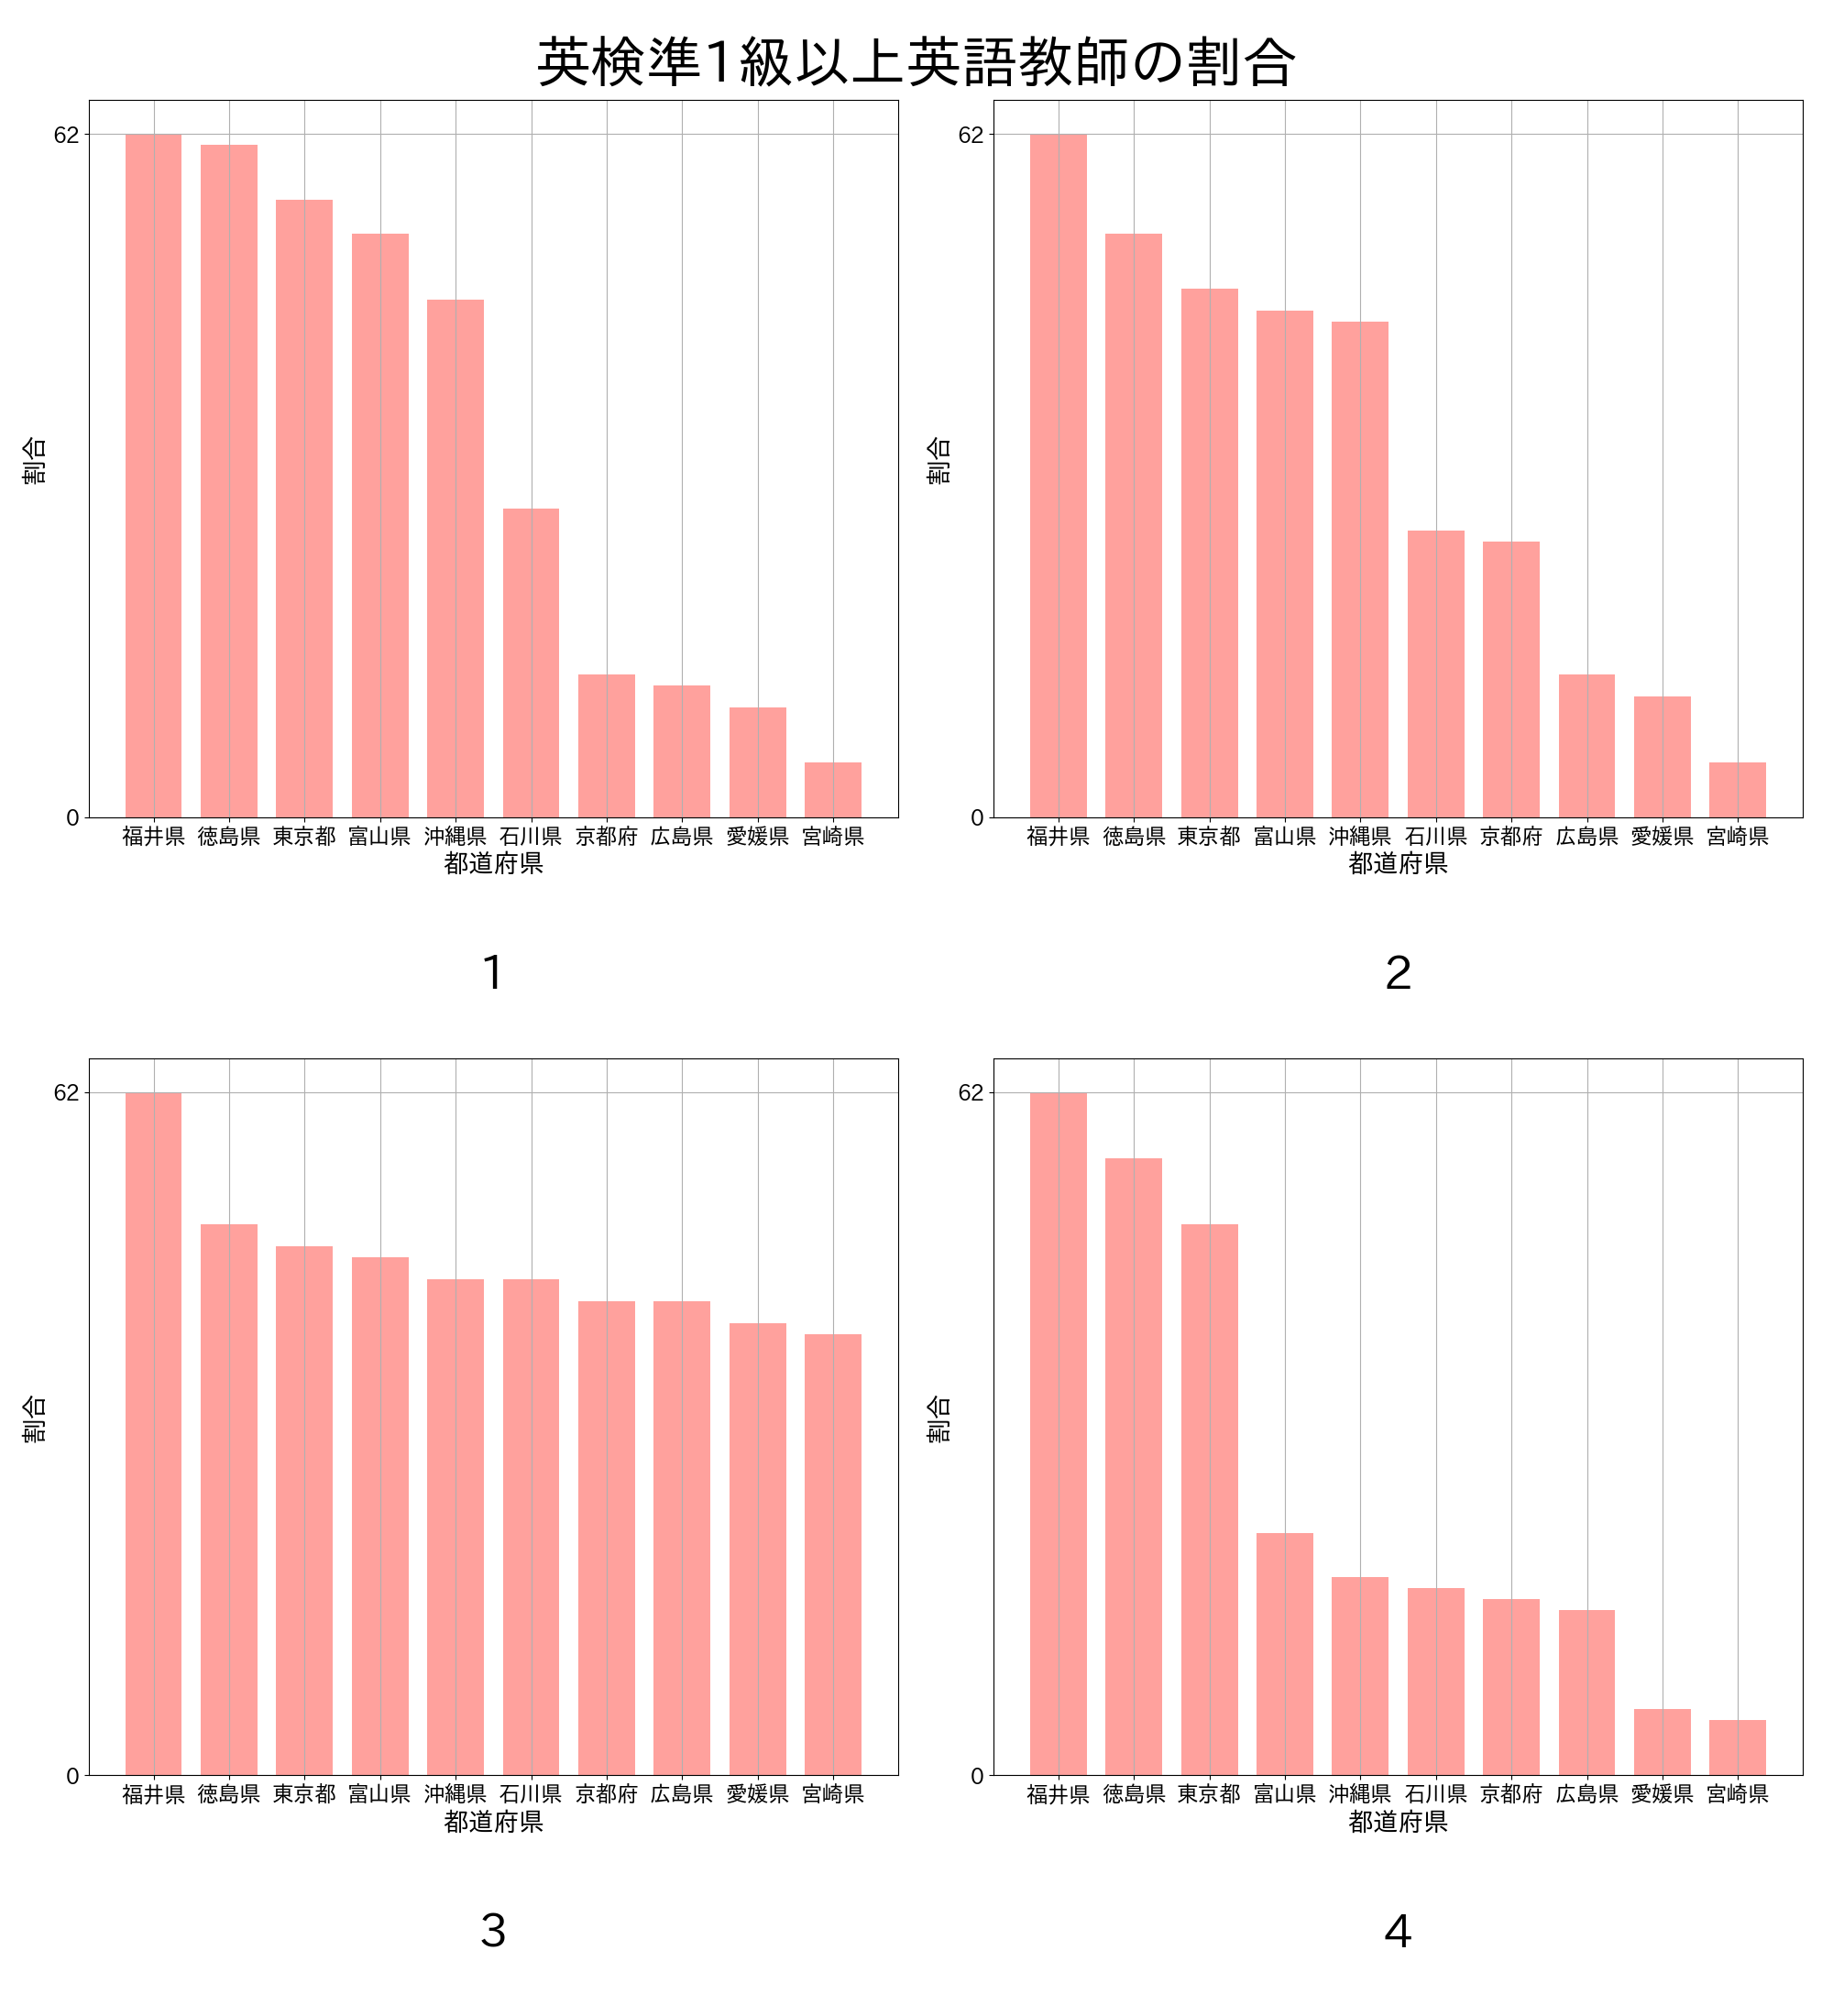 英検準1級以上英語教師の割合
62
0
割合
福井県 徳島県 東京都 富山県 沖縄県 石川県 京都府 広島県 愛媛県 宮崎県
都道府県
1
62
0
割合
福井県 徳島県 東京都 富山県 沖縄県 石川県 京都府 広島県 愛媛県 宮崎県
都道府県
2
62
0
割合
福井県 徳島県 東京都 富山県 沖縄県 石川県 京都府 広島県 愛媛県 宮崎県
都道府県
3
62
0
割合
福井県 徳島県 東京都 富山県 沖縄県 石川県 京都府 広島県 愛媛県 宮崎県
都道府県
4